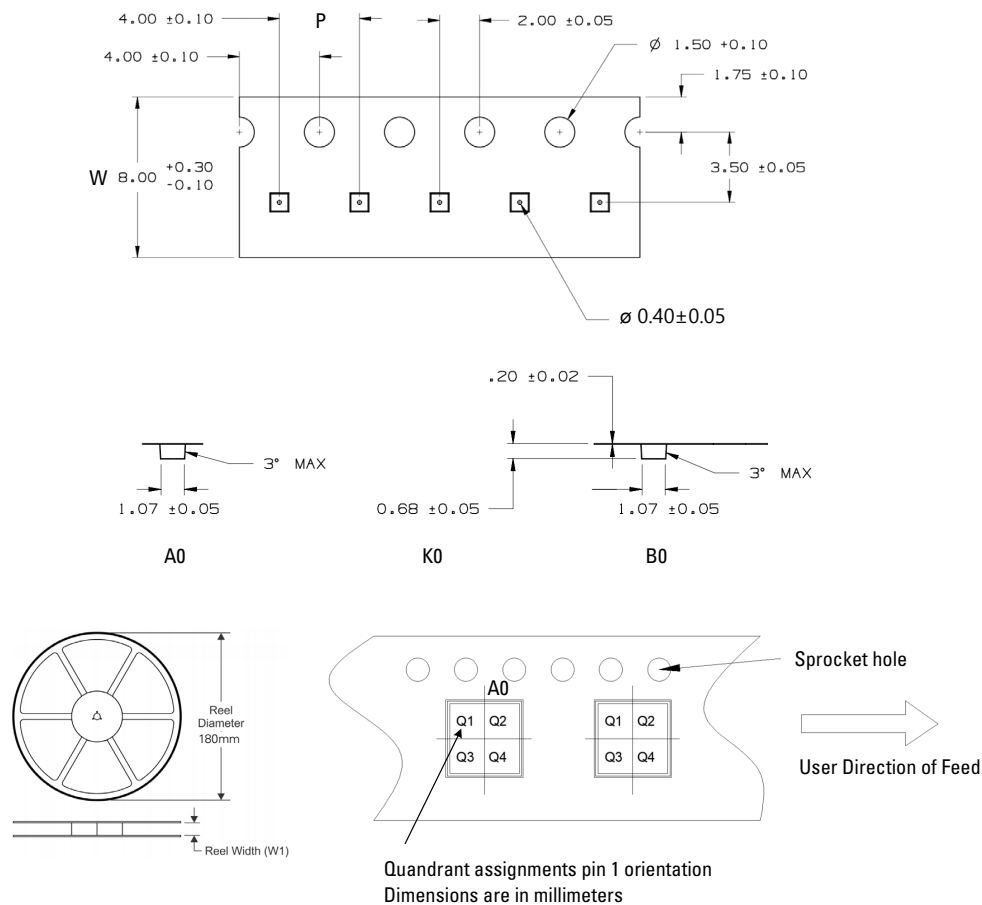 4.00 ±0.10
P
2.00 ±0.05
4.00 ±0.10
Ø 1.50 +0.10
1.75 ±0.10
W 8.00 +0.30 -0.10
3.50 ±0.05
ø 0.40±0.05
.20 ±0.02
3° MAX
3° MAX
1.07 ±0.05
0.68 ±0.05
1.07 ±0.05
A0
K0
B0
Reel
Diameter
180mm
Reel Width (W1)
Sprocket hole
A0
Q1 Q2
Q3 Q4
Q1 Q2
Q3 Q4
User Direction of Feed
Quandrant assignments pin 1 orientation
Dimensions are in millimeters